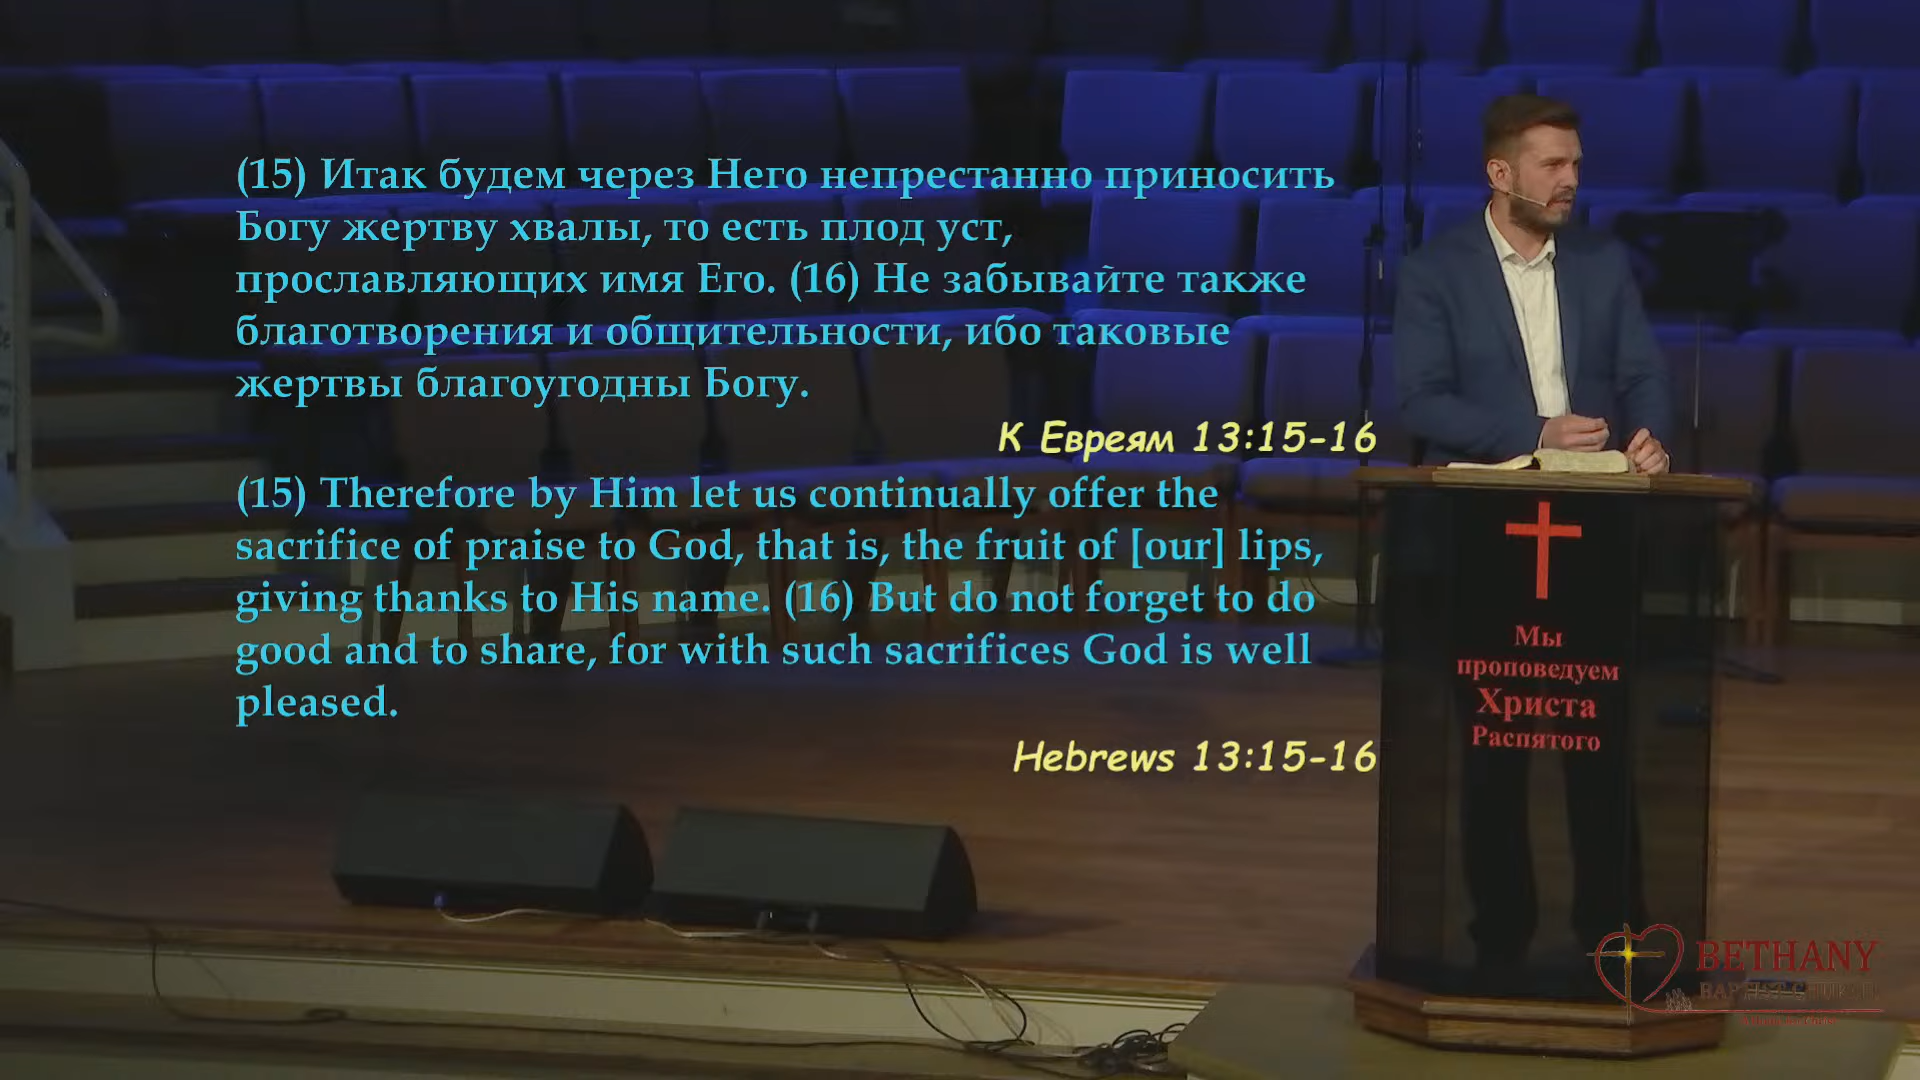 (15) Итак будем через Него непрестанно приносить
Богу жертву хвалы, то есть плод уст,
прославляющих имя Его. (16) Не забывайте также
благотворения и общительности, ибо таковые
жертвы благоугодны Богу.
К Евреям 13:15-16
(15) Therefore by Him let us continually offer the
sacrifice of praise to God, that is, the fruit of [our] lips,
giving thanks to His name. (16) But do not forget to do
good and to share, for with such sacrifices God is well
pleased.
Hebrews 13:15-16
Мы
проповедуем
Христа
Распятого
BETHANY
BAPTIST CHURCH